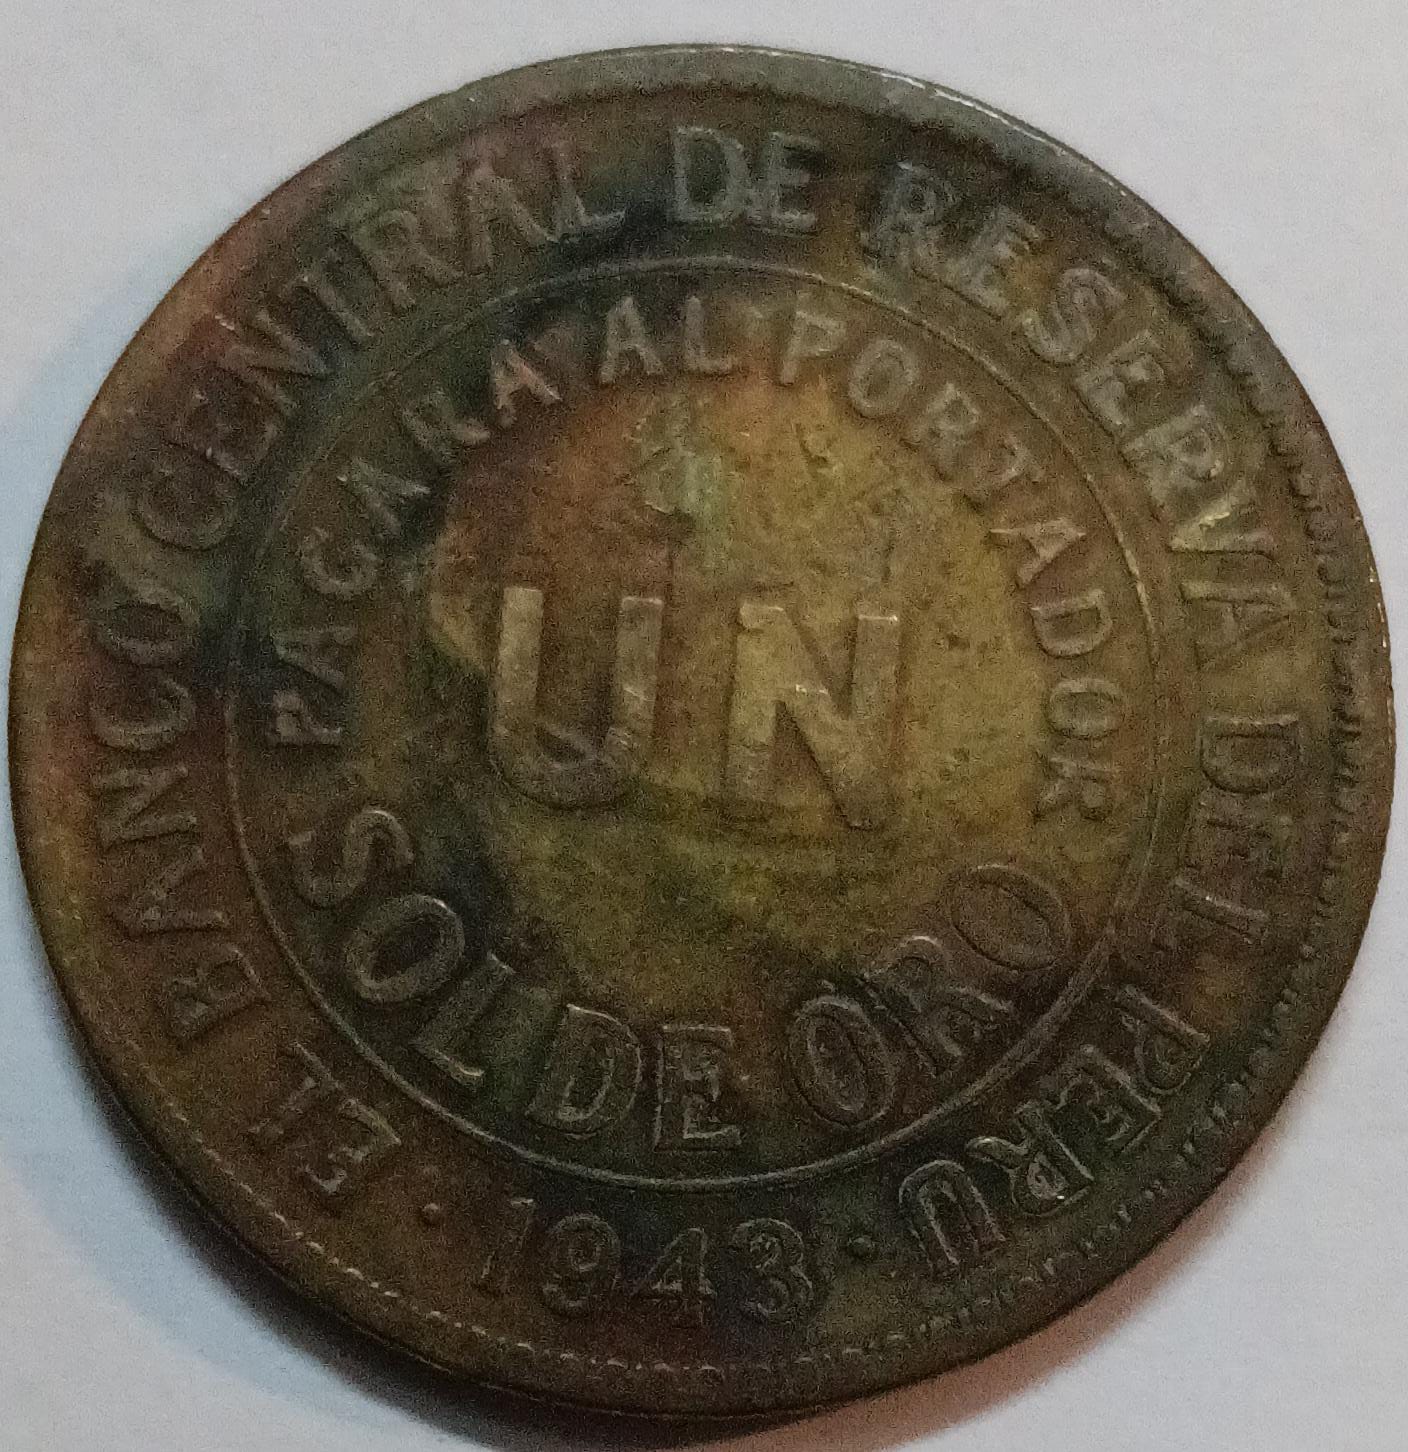 EL BANCO CENTRAL DE RESERVA DEL PERU
PAGARA AL PORTADOR
UN
SOL DE ORO
· 1943 ·